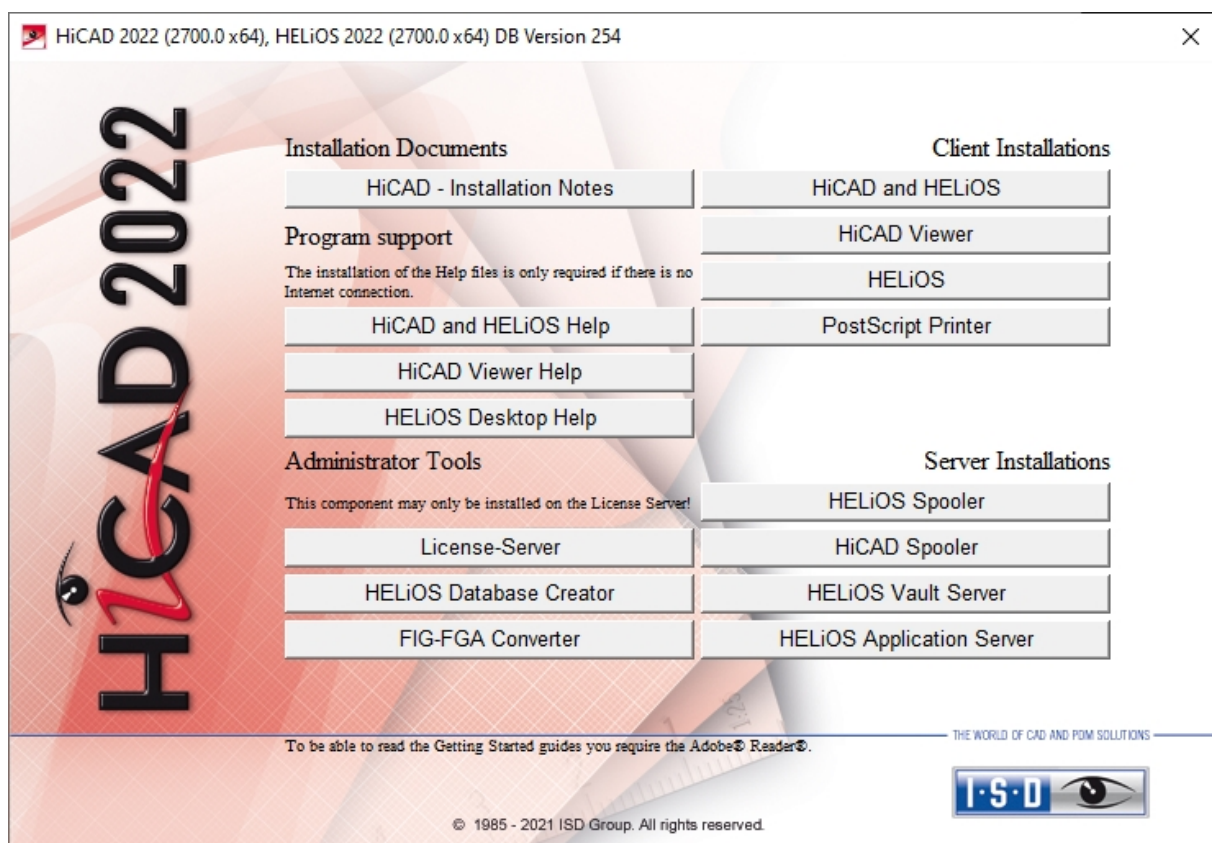 HiCAD 2022 (2700.0 x64), HELiOS 2022 (2700.0 x64) DB Version 254
HiCAD 2022
Installation Documents
HiCAD - Installation Notes
Program support
The installation of the Help files is only required if there is no
Internet connection.
HiCAD and HELiOS Help
HiCAD Viewer Help
HELiOS Desktop Help
Administrator Tools
This component may only be installed on the License Server!
License-Server
HELiOS Database Creator
FIG-FGA Converter
Client Installations
HiCAD and HELiOS
HiCAD Viewer
HELiOS
PostScript Printer
Server Installations
HELiOS Spooler
HiCAD Spooler
HELiOS Vault Server
HELiOS Application Server
1:25
To be able to read the Getting Started guides you require the Adobe® Reader®.
THE WORLD OF CAD AND PDM SOLUTIONS
I·S·D
© 1985 - 2021 ISD Group. All rights reserved.